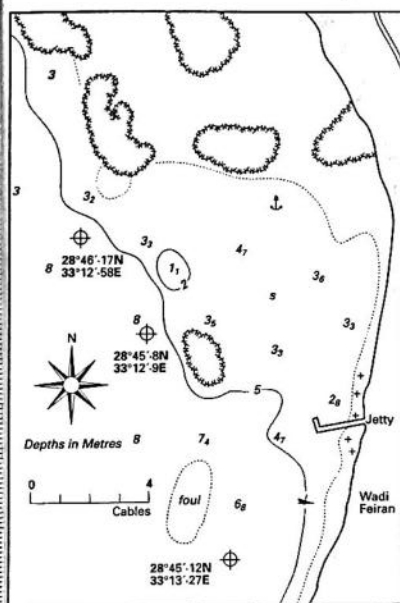 3
3
3₂
3₃
4₇
28°46'·17N
33°12'·58E
8
1₁
2
3₆
s
8
3₅
3₃
28°45'·8N
33°12'·9E
3₃
N
5
2₈
Jetty
Depths in Metres
8
7₄
4₇
0
4
Cables
foul
6₈
Wadi
Feiran
28°45'·12N
33°13'·27E